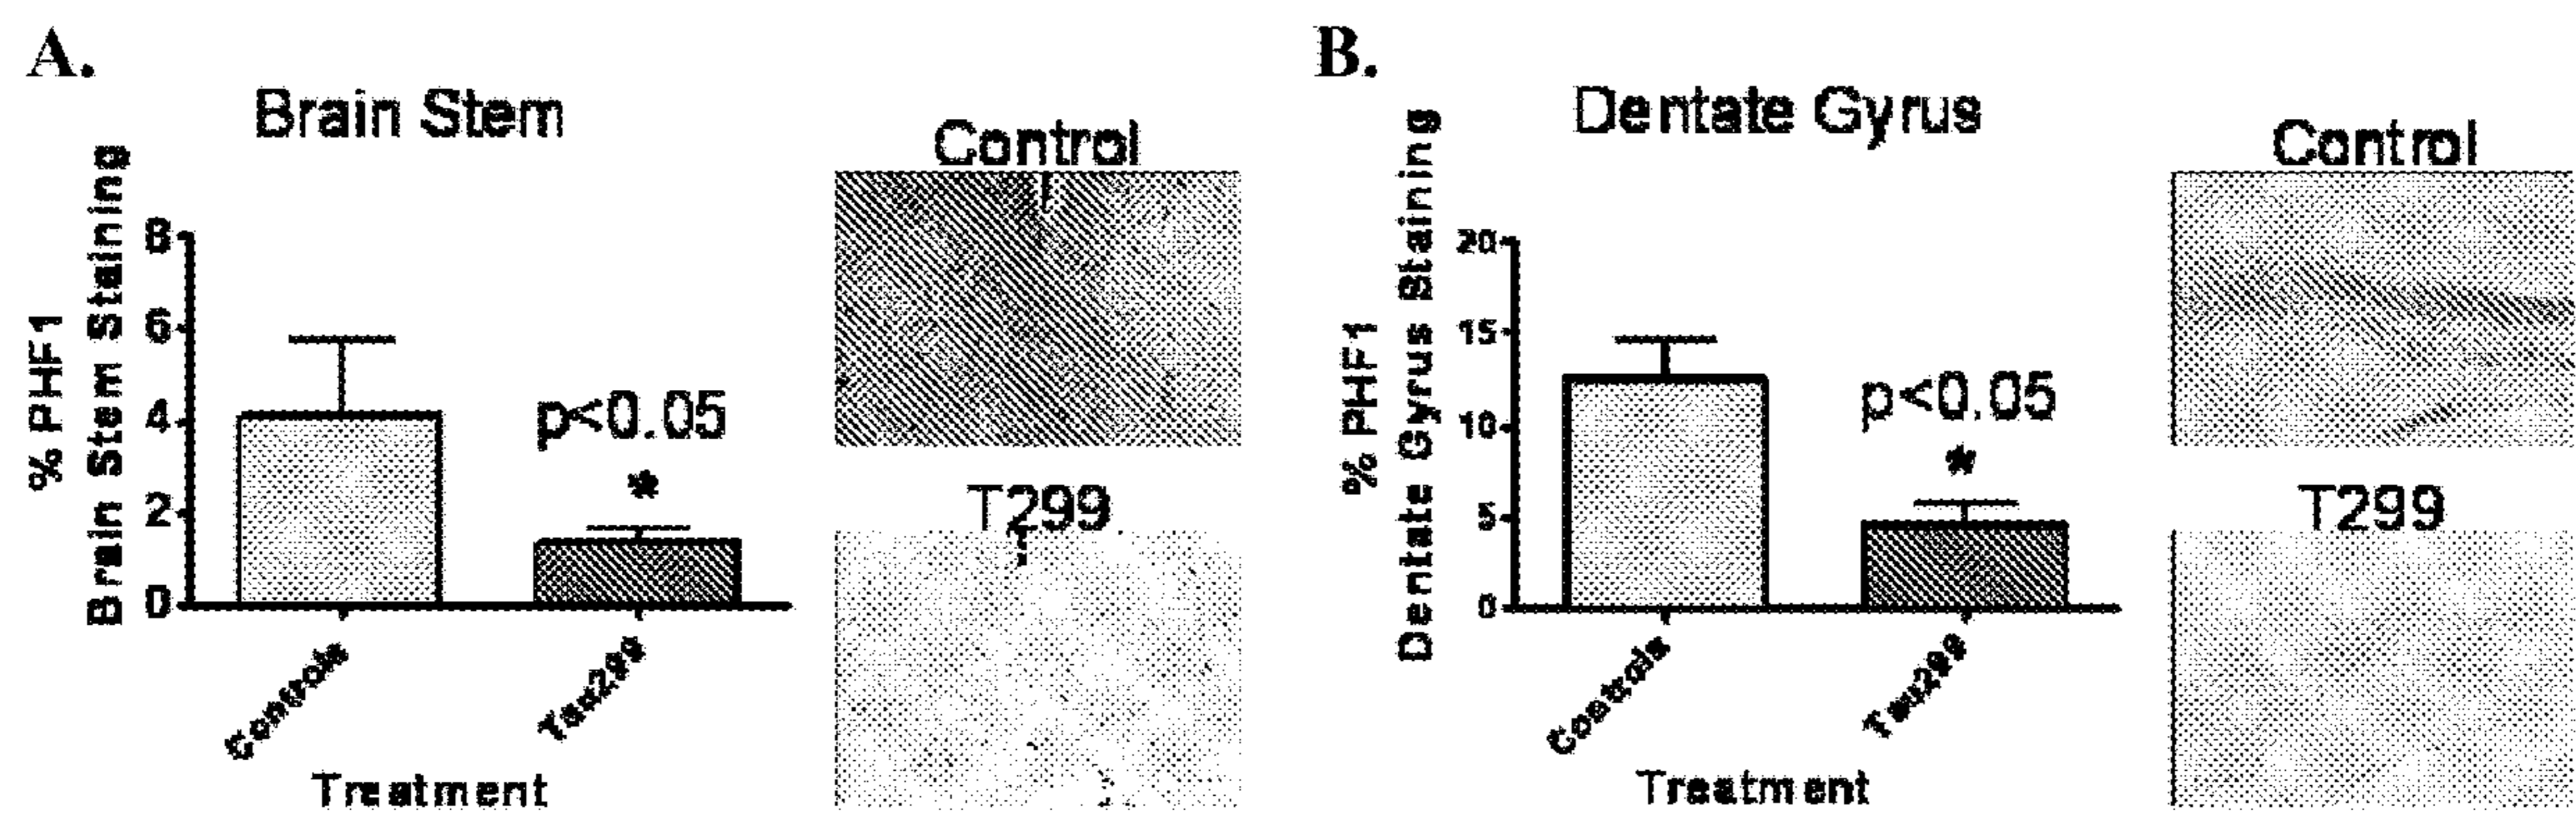 A.
Brain Stem
% PHF1
Brain Stem Staining
8
6
4
2
0
p<0.05
*
Controls
Tau299
Treatment
Control
T299
B.
Dentate Gyrus
% PHF1
Dentate Gyrus Staining
20
15
10
5
0
p<0.05
*
Controls
Tau299
Treatment
Control
T299